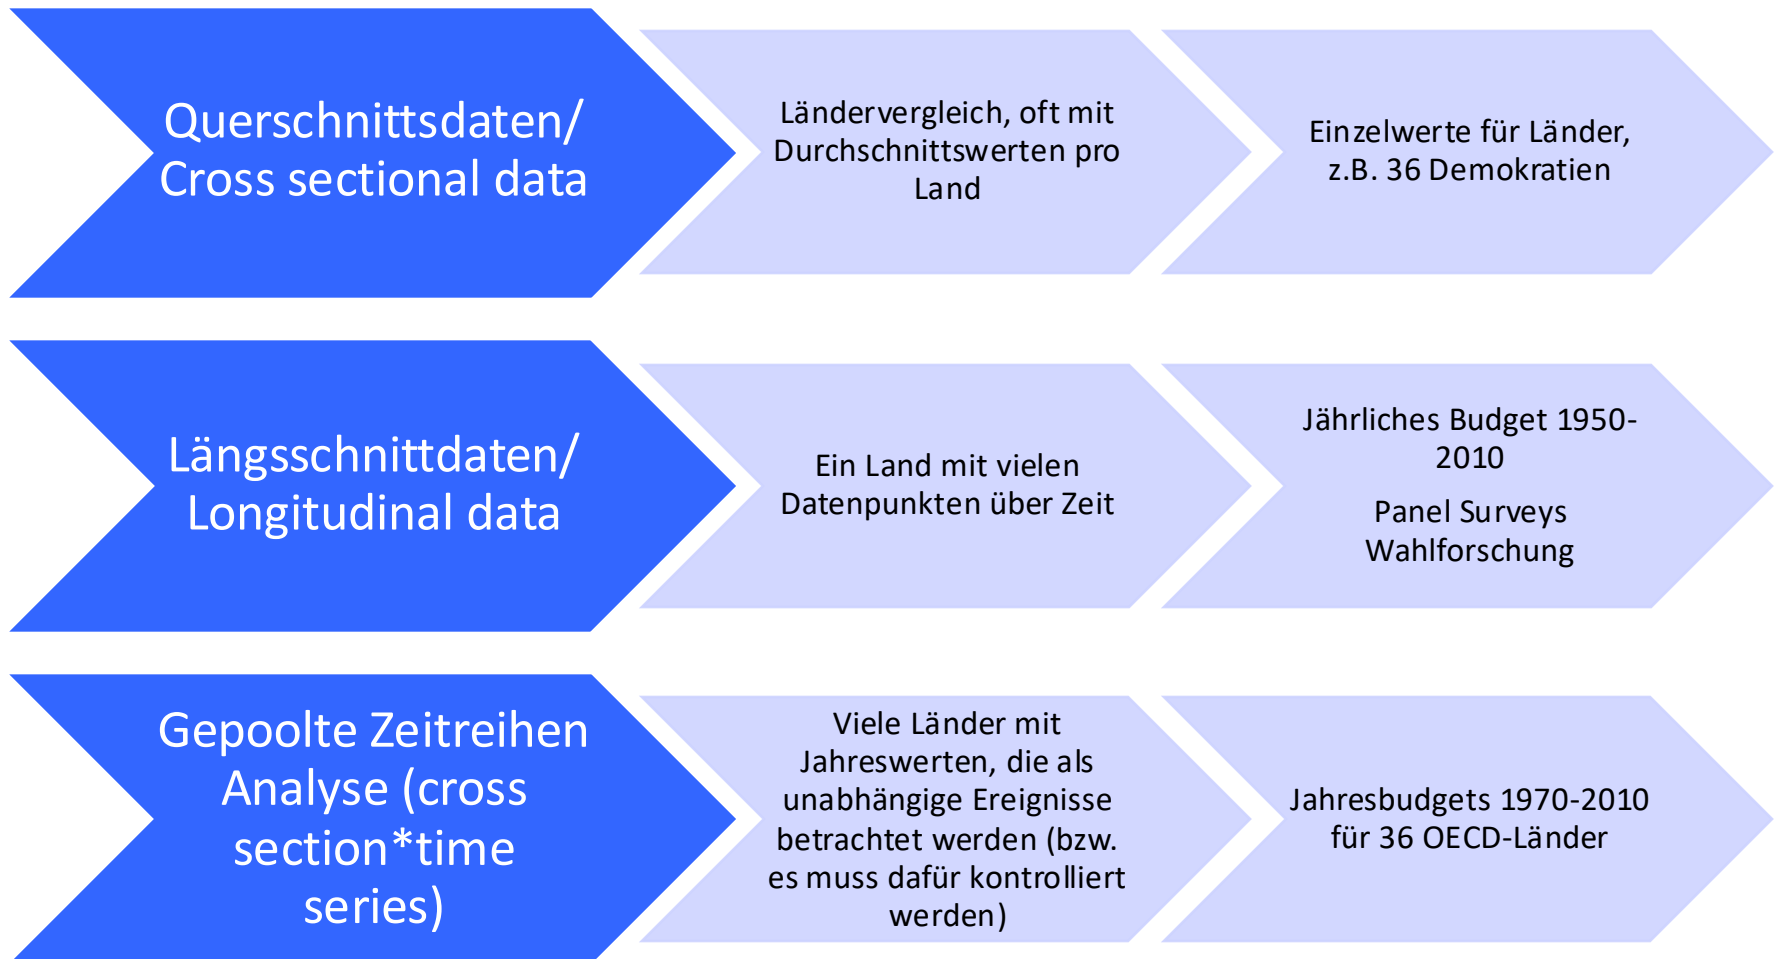 Querschnittsdaten/
Cross sectional data
Ländervergleich, oft mit
Durchschnittswerten pro
Land
Einzelwerte für Länder,
z.B. 36 Demokratien
Längsschnittdaten/
Longitudinal data
Ein Land mit vielen
Datenpunkten über Zeit
Jährliches Budget 1950-
2010
Panel Surveys
Wahlforschung
Gepoolte Zeitreihen
Analyse (cross
section*time
series)
Viele Länder mit
Jahreswerten, die als
unabhängige Ereignisse
betrachtet werden (bzw.
es muss dafür kontrolliert
werden)
Jahresbudgets 1970-2010
für 36 OECD-Länder